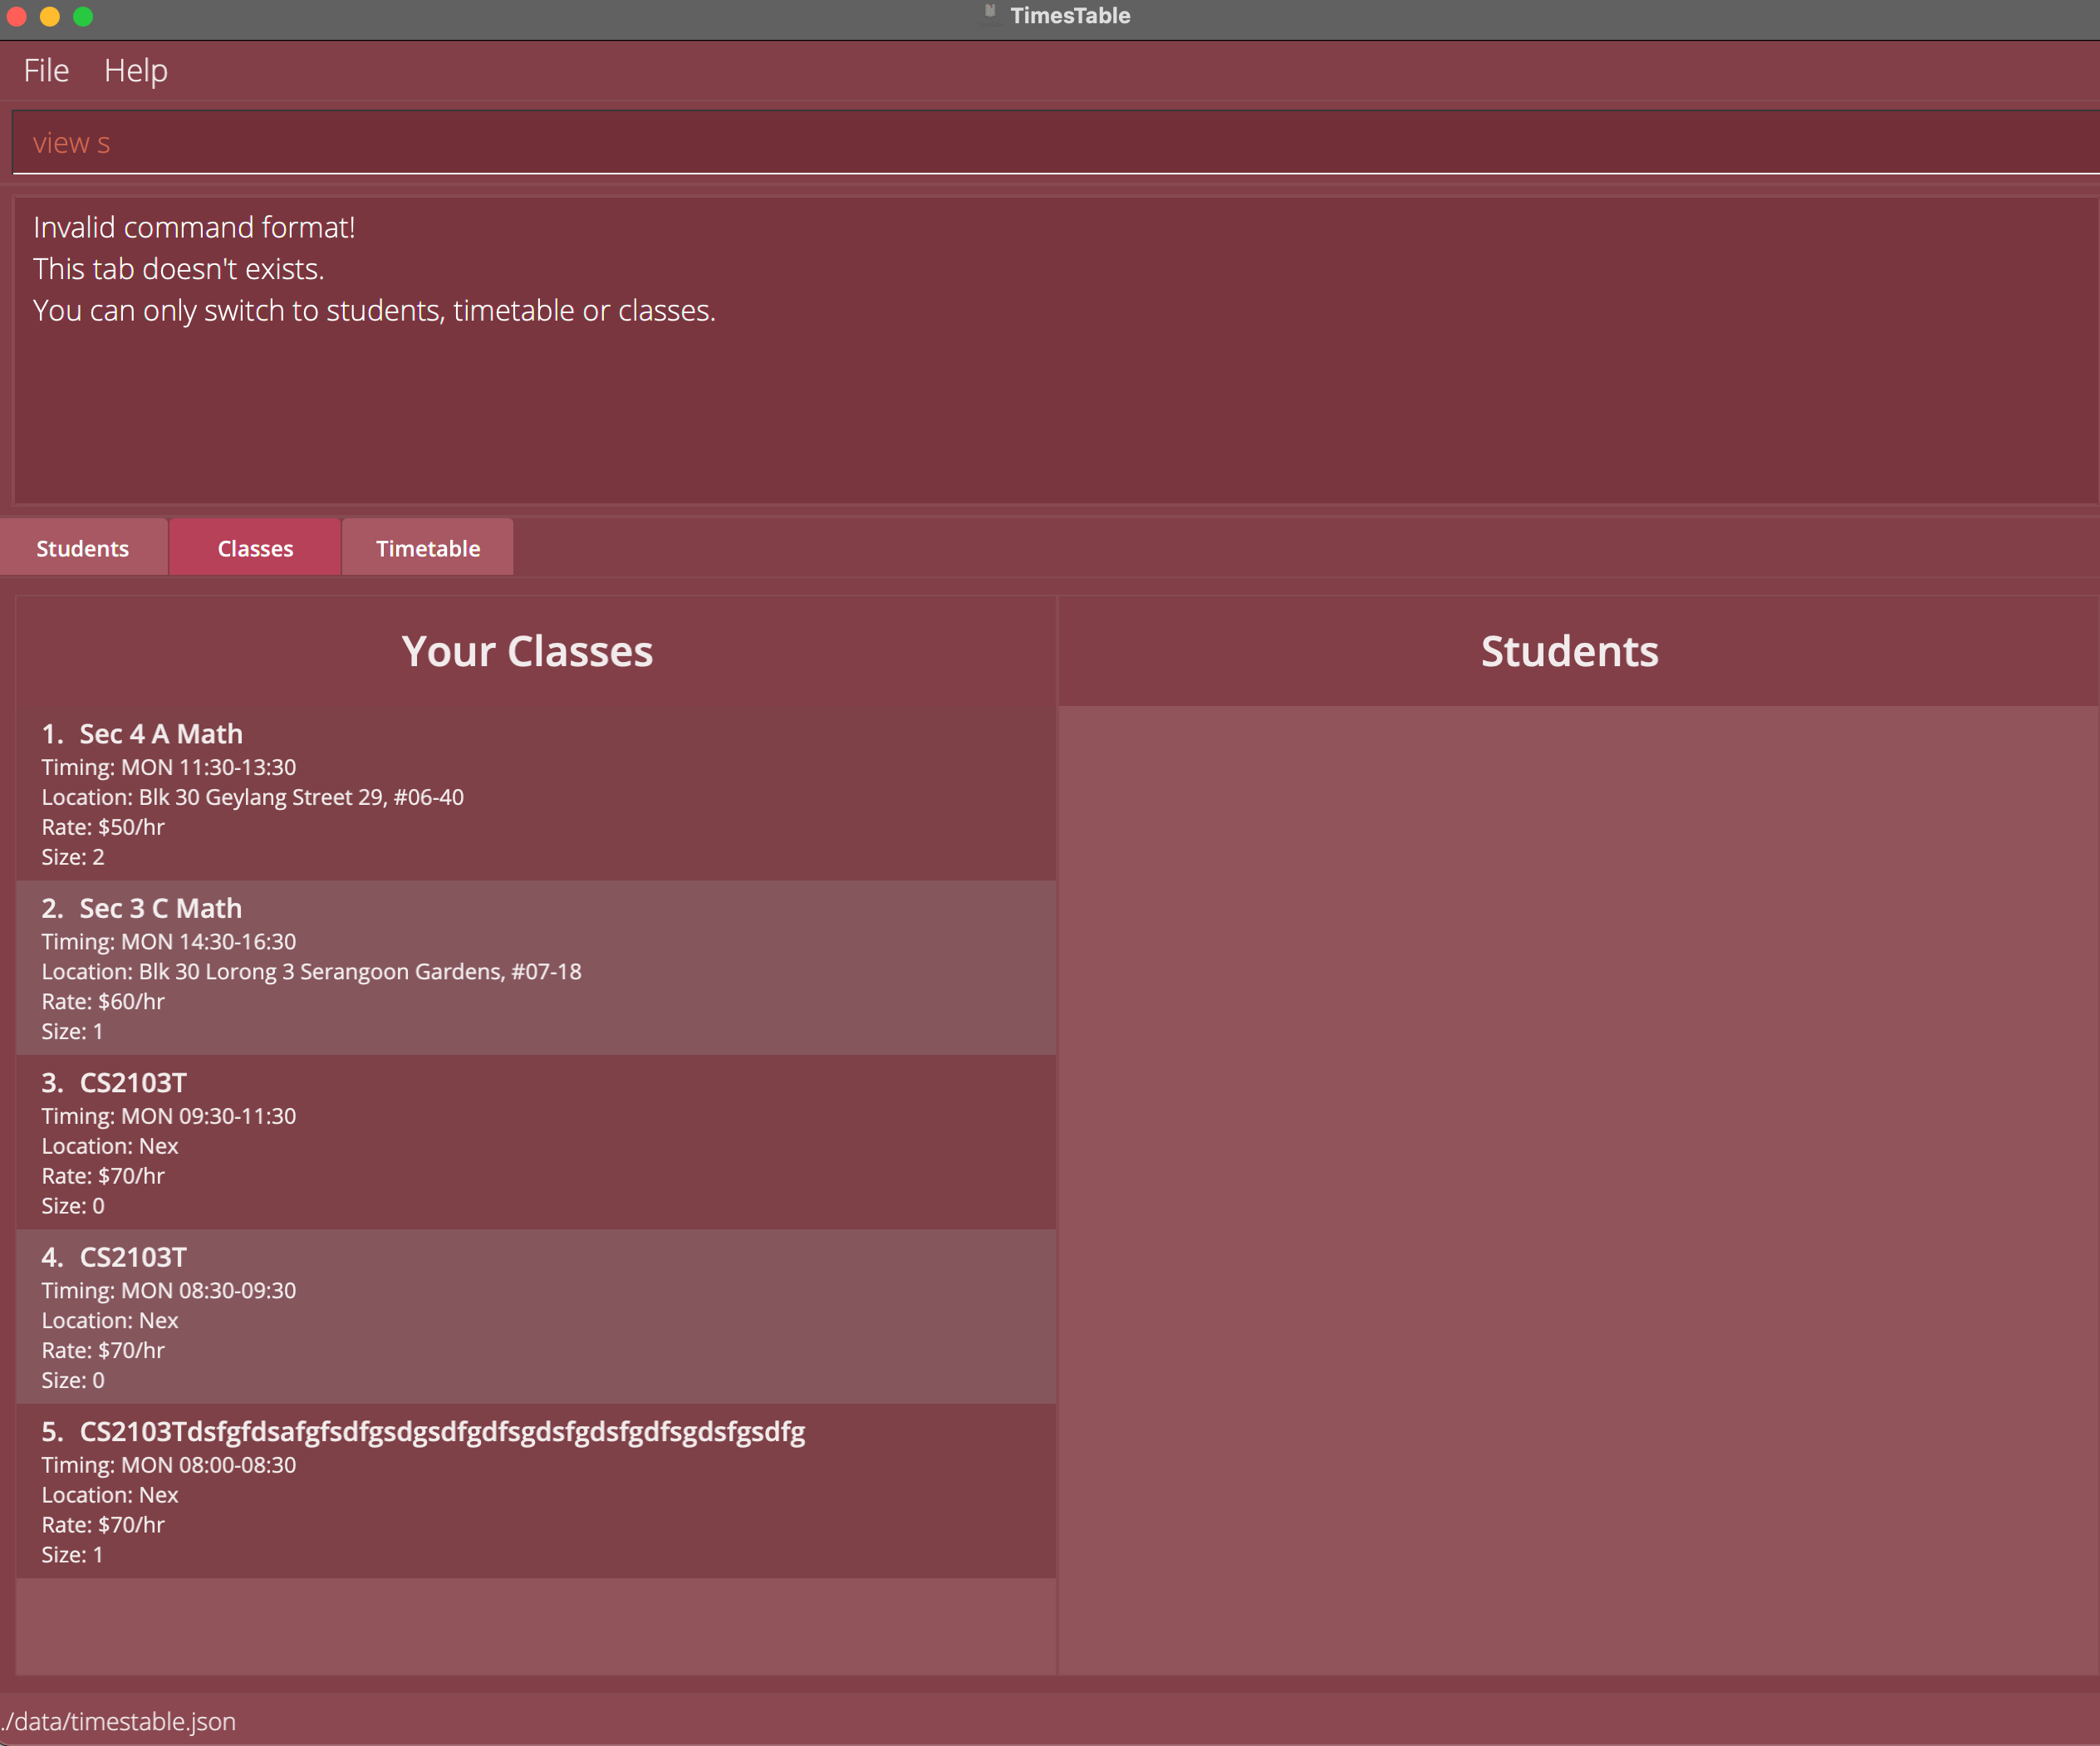 TimesTable
File Help
view s
Invalid command format!
This tab doesn't exists.
You can only switch to students, timetable or classes.
Students Classes Timetable
Your Classes
1. Sec 4 A Math
Timing: MON 11:30-13:30
Location: Blk 30 Geylang Street 29, #06-40
Rate: $50/hr
Size: 2
2. Sec 3 C Math
Timing: MON 14:30-16:30
Location: Blk 30 Lorong 3 Serangoon Gardens, #07-18
Rate: $60/hr
Size: 1
3. CS2103T
Timing: MON 09:30-11:30
Location: Nex
Rate: $70/hr
Size: 0
4. CS2103T
Timing: MON 08:30-09:30
Location: Nex
Rate: $70/hr
Size: 0
5. CS2103Tdsfgfdsafgfsdfgsdgsdfgdfsgdsfgdsfgdfsgdsfgsdfg
Timing: MON 08:00-08:30
Location: Nex
Rate: $70/hr
Size: 1
Students
./data/timestable.json